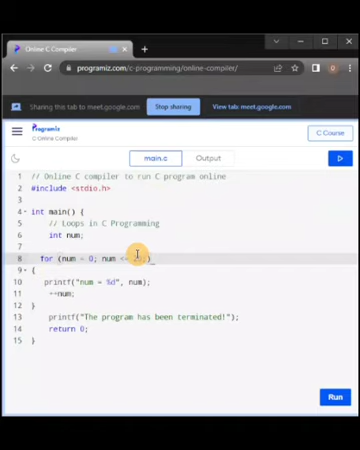 Online C Compiler
programiz.com/c-programming/online-compiler/
Sharing this tab to meet.google.com
Stop sharing
View tab: meet.google.com
Programiz
C Online Compiler
C Course
main.c
Output
1 // Online C compiler to run C program online
2 #include <stdio.h>
3
4 int main() {
5 // Loops in C Programming
6 int num;
7
8 for (num = 0; num <=
9 {
10 printf("num = %d", num);
11 ++num;
12 }
13 printf("The program has been terminated!");
14 return 0;
15 }
Run